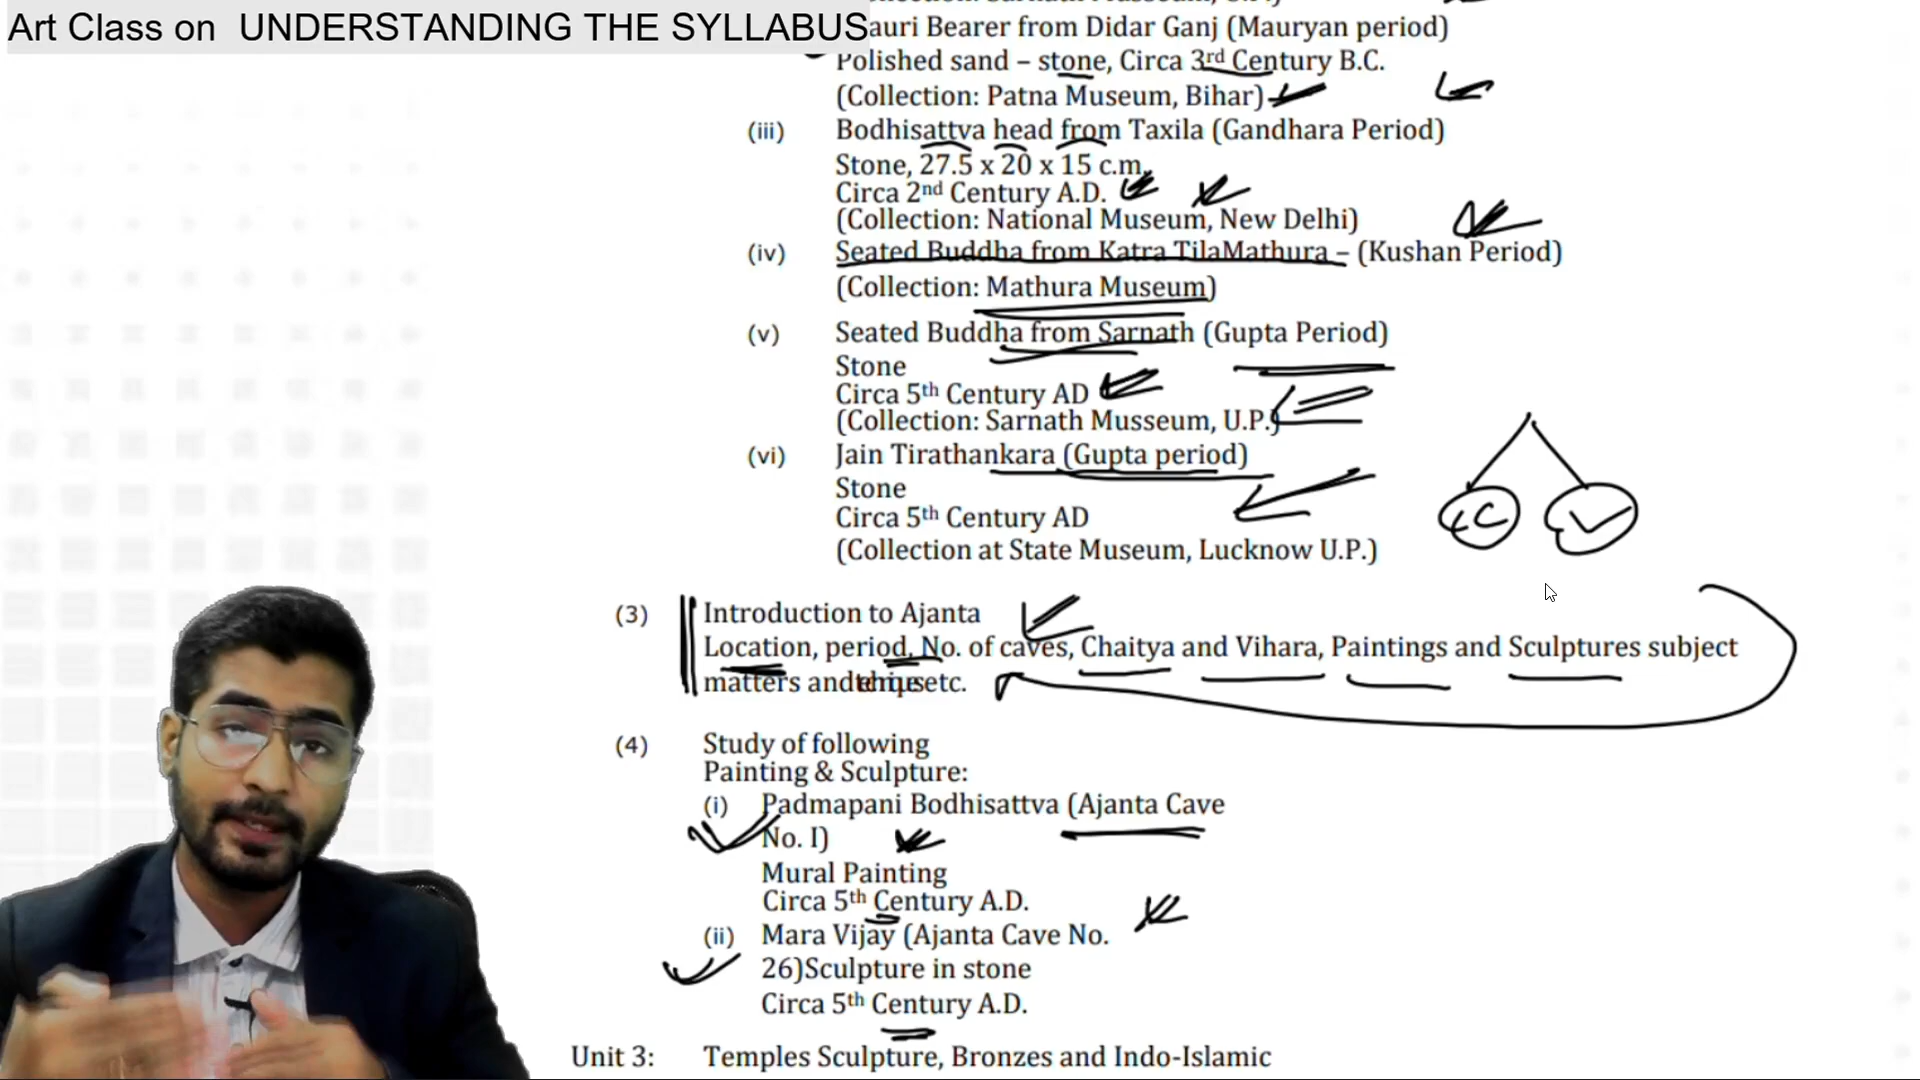 Art Class on UNDERSTANDING THE SYLLABUS
auri Bearer from Didar Ganj (Mauryan period)
Polished sand – stone, Circa 3rd Century B.C.
(Collection: Patna Museum, Bihar)
(iii) Bodhisattva head from Taxila (Gandhara Period)
Stone, 27.5 x 20 x 15 c.m.
Circa 2nd Century A.D.
(Collection: National Museum, New Delhi)
(iv) Seated Buddha from Katra TilaMathura – (Kushan Period)
(Collection: Mathura Museum)
(v) Seated Buddha from Sarnath (Gupta Period)
Stone
Circa 5th Century AD
(Collection: Sarnath Musseum, U.P.)
(vi) Jain Tirathankara (Gupta period)
Stone
Circa 5th Century AD
(Collection at State Museum, Lucknow U.P.)
(3) Introduction to Ajanta
Location, period, No. of caves, Chaitya and Vihara, Paintings and Sculptures subject
matters and etc.
(4) Study of following
Painting & Sculpture:
(i) Padmapani Bodhisattva (Ajanta Cave
No. I)
Mural Painting
Circa 5th Century A.D.
(ii) Mara Vijay (Ajanta Cave No.
26)Sculpture in stone
Circa 5th Century A.D.
Unit 3: Temples Sculpture, Bronzes and Indo-Islamic